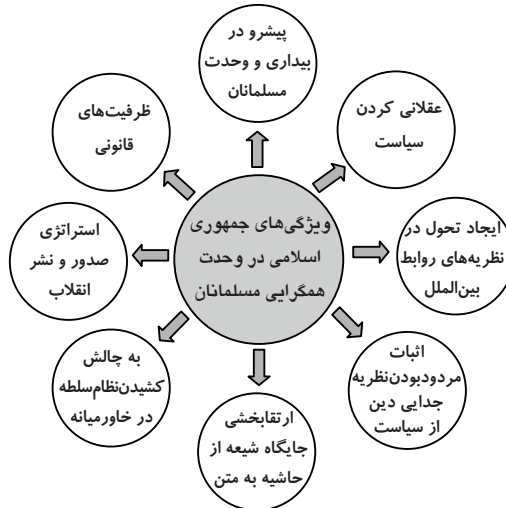 پیشرو در
بیداری و وحدت
مسلمانان
عقلانی کردن
سیاست
ایجاد تحول در
نظریه‌های روابط
بین‌الملل
اثبات
مردودبودن‌نظریه
جدایی دین
از سیاست
ارتقابخشی
جایگاه شیعه از
حاشیه به متن
به چالش
کشیدن‌نظام‌سلطه
در خاورمیانه
استراتژی
صدور و نشر
انقلاب
ظرفیت‌های
قانونی
ویژگی‌های جمهوری
اسلامی در وحدت
همگرایی مسلمانان